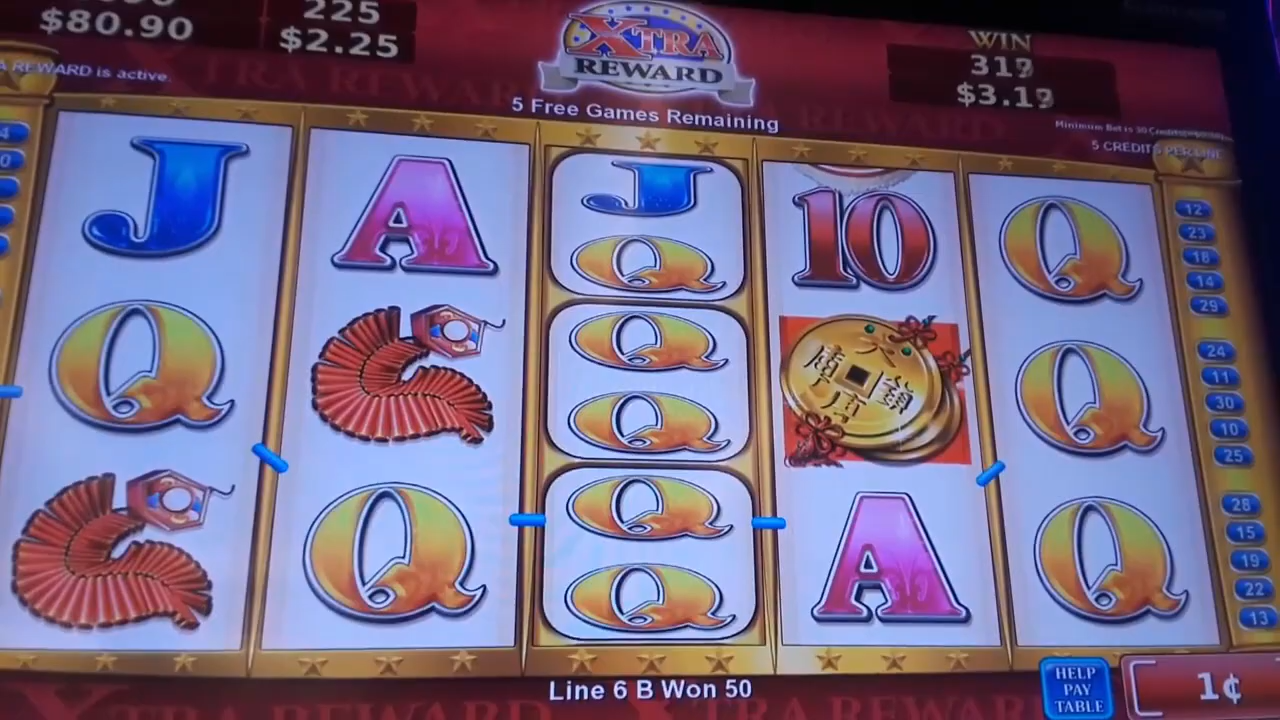 $80.90
225
$2.25
XTRA
REWARD
WIN
$3.19
REWARD is active.
5 Free Games Remaining
5 CREDITS PER LINE
J
A
J
Q
10
Q
Q
Q
Q
Q
Q
Q
Q
Q
A
Q
12
23
18
14
29
24
11
30
10
25
28
15
19
22
13
Line 6 B Won 50
HELP
PAY
TABLE
1¢